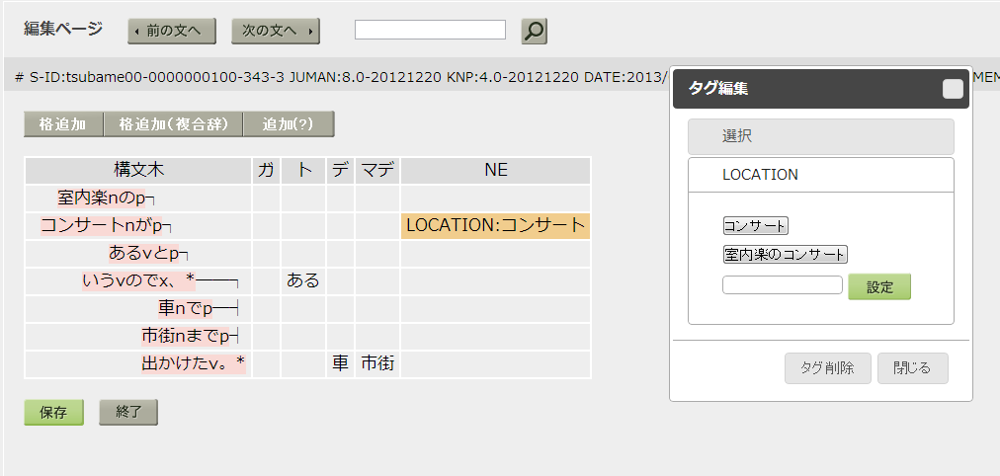 編集ページ 前の文へ 次の文へ
# S-ID:tsubame00-0000000100-343-3 JUMAN:8.0-20121220 KNP:4.0-20121220 DATE:2013/ MEM
格追加 格追加(複合辞) 追加(?)
構文木 ガ ト デ マデ NE
室内楽nのp┐
コンサートnがp┐ LOCATION:コンサート
あるvとp┐
いうvのでx、*───┐ ある
車nでp─┤
市街nまでp┤
出かけたv。* 車 市街
保存 終了
タグ編集
選択
LOCATION
コンサート
室内楽のコンサート
設定
タグ削除 閉じる